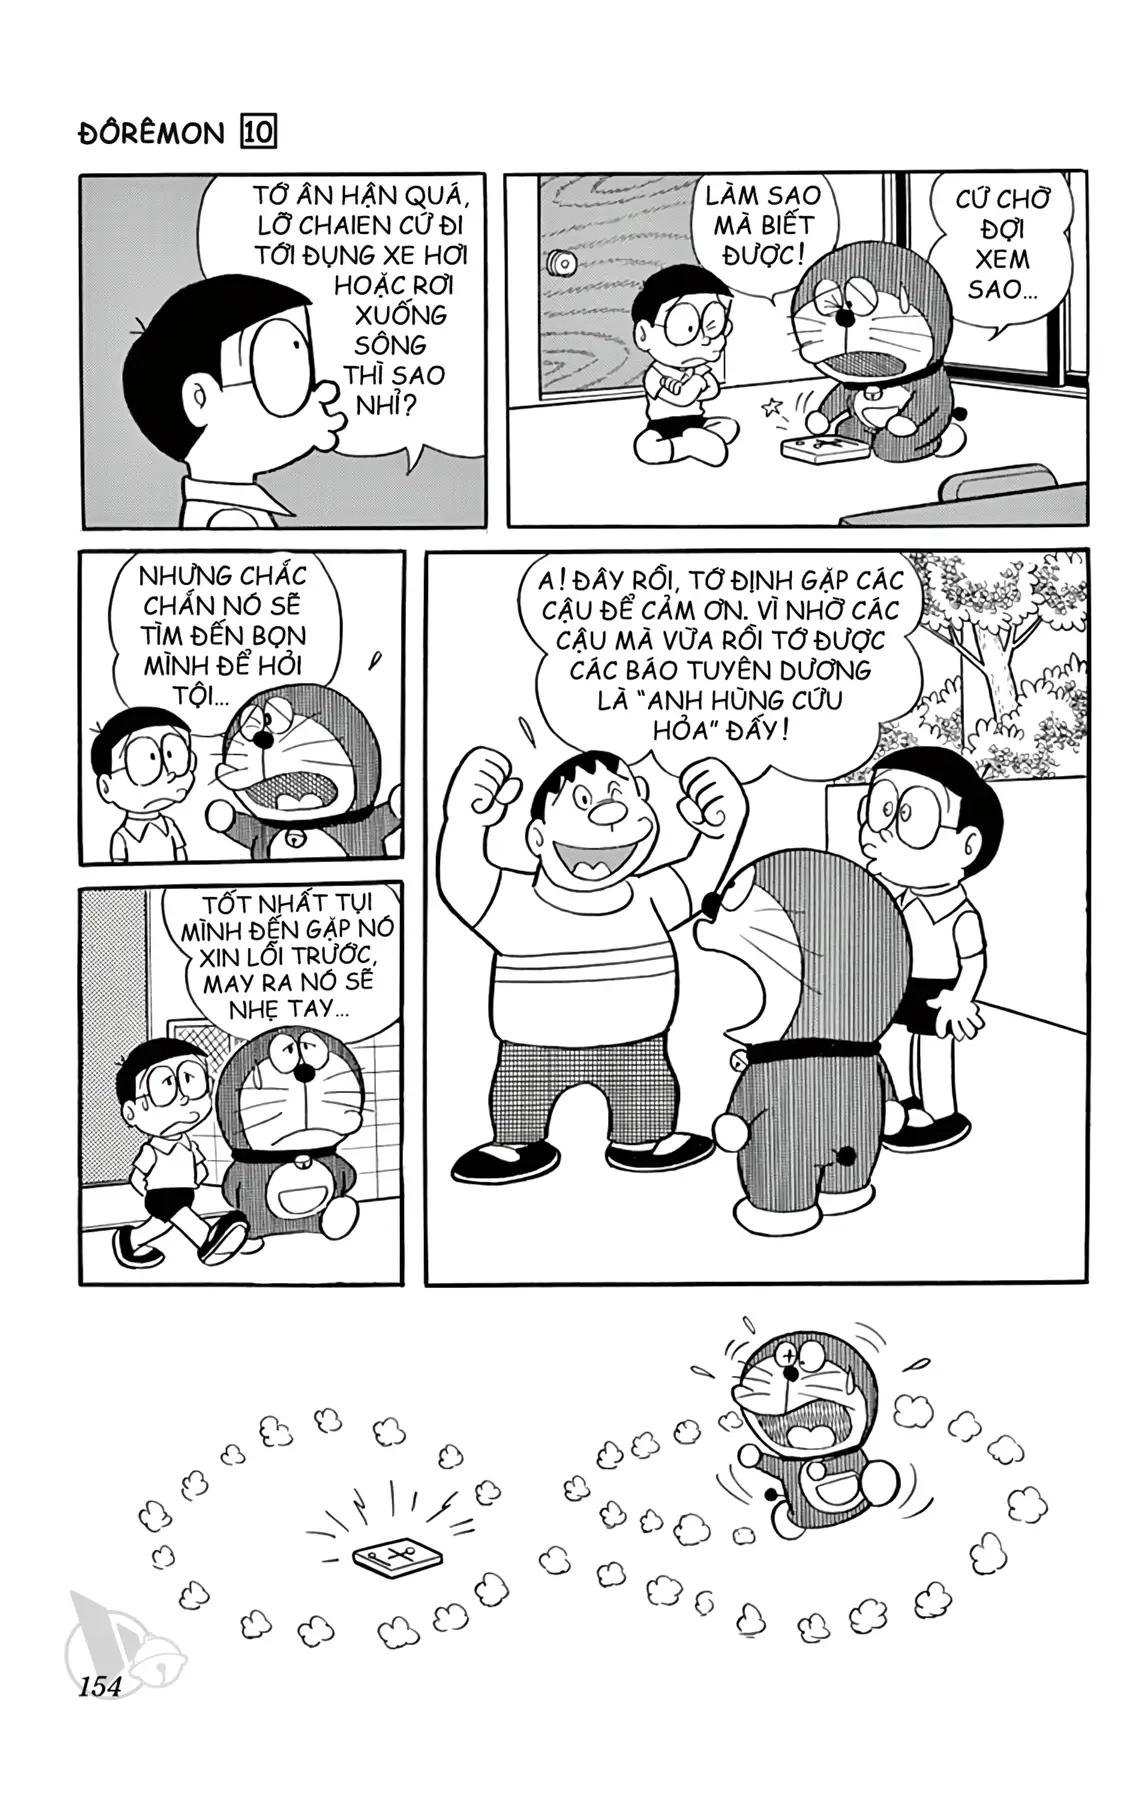 ĐÔRÊMON 10
TỚ ÂN HẬN QUÁ,
LỠ CHAIEN CỨ ĐI
TỚI ĐỤNG XE HƠI
HOẶC RƠI
XUỐNG
SÔNG
THÌ SAO
NHỈ?
LÀM SAO
MÀ BIẾT
ĐƯỢC!
CỨ CHỜ
ĐỢI
XEM
SAO...
NHƯNG CHẮC
CHẮN NÓ SẼ
TÌM ĐẾN BỌN
MÌNH ĐỂ HỎI
TỘI...
TỐT NHẤT TỤI
MÌNH ĐẾN GẶP NÓ
XIN LỖI TRƯỚC,
MAY RA NÓ SẼ
NHẸ TAY...
A! ĐÂY RỒI, TỚ ĐỊNH GẶP CÁC
CẬU ĐỂ CẢM ƠN. VÌ NHỜ CÁC
CẬU MÀ VỪA RỒI TỚ ĐƯỢC
CÁC BÁO TUYÊN DƯƠNG
LÀ "ANH HÙNG CỨU
HỎA" ĐẤY!
154